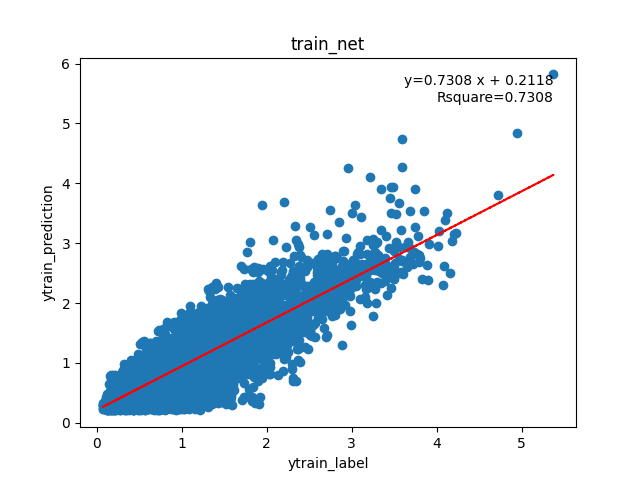 train_net
y=0.7308 x + 0.2118
Rsquare=0.7308
ytrain_prediction
6
5
4
3
2
1
0
0 1 2 3 4 5
ytrain_label